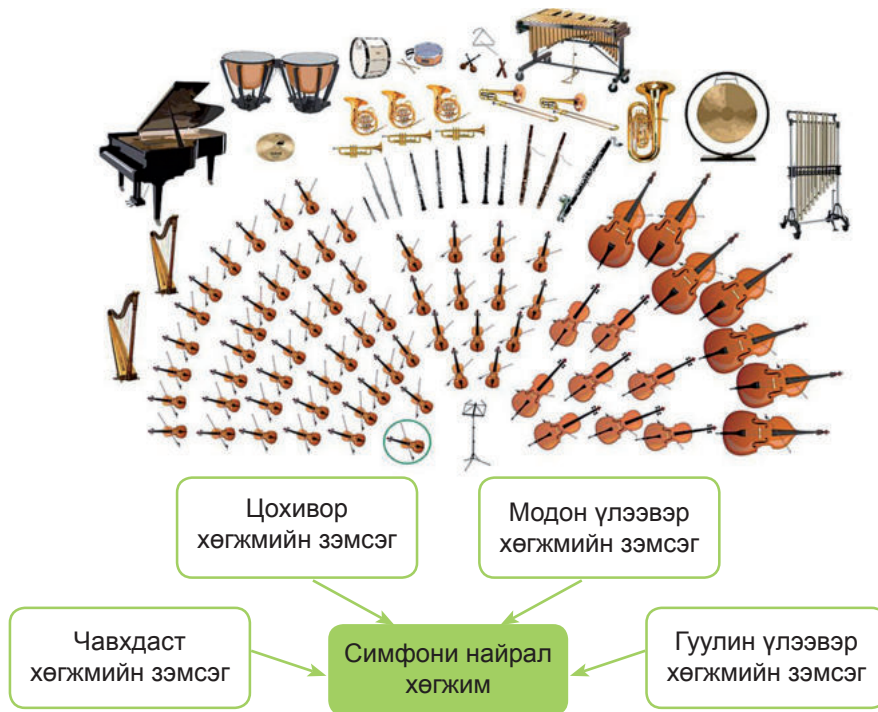 Цохивор
хөгжмийн зэмсэг
Модон үлээвэр
хөгжмийн зэмсэг
Чавхдаст
хөгжмийн зэмсэг
Симфони найрал
хөгжим
Гуулин үлээвэр
хөгжмийн зэмсэг